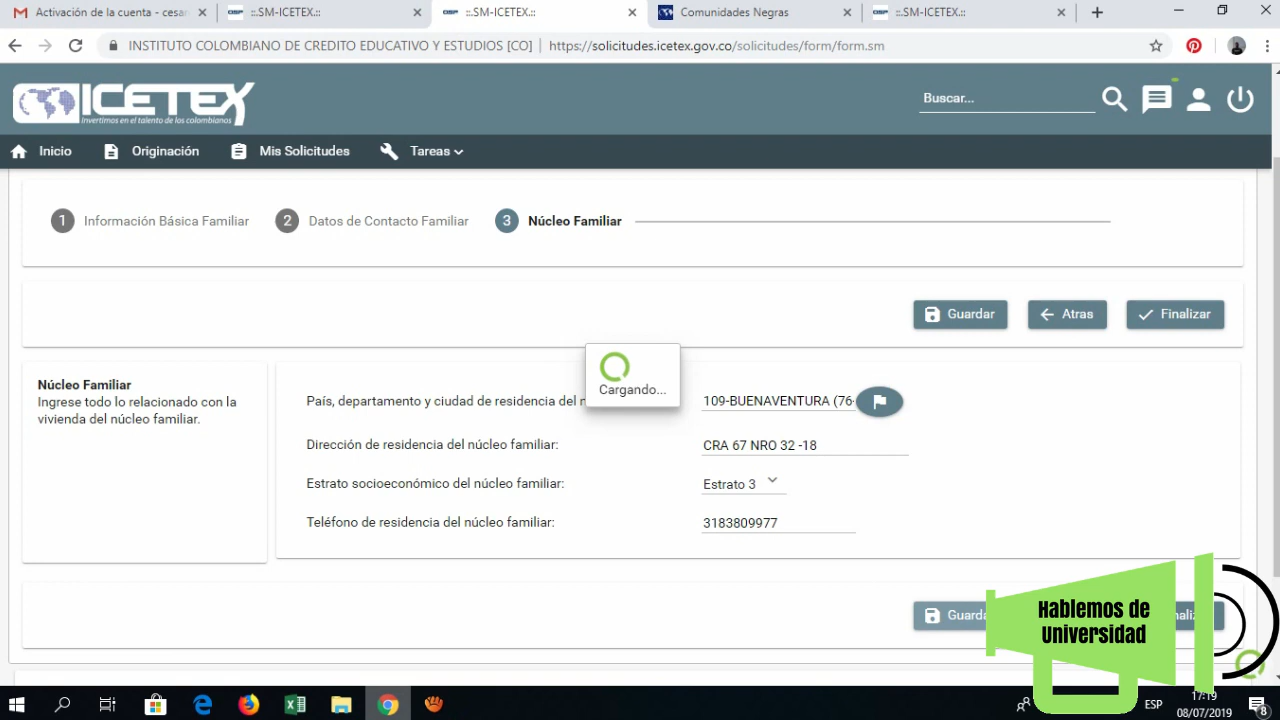 Activación de la cuenta - cesar
::.SM-ICETEX.::
::.SM-ICETEX.::
Comunidades Negras
::.SM-ICETEX.::
INSTITUTO COLOMBIANO DE CREDITO EDUCATIVO Y ESTUDIOS [CO] | https://solicitudes.icetex.gov.co/solicitudes/form/form.sm
ICETEX
Invertimos en el talento de los colombianos
Buscar...
Inicio
Originación
Mis Solicitudes
Tareas
1 Información Básica Familiar
2 Datos de Contacto Familiar
3 Núcleo Familiar
Guardar
Atras
Finalizar
Cargando...
Núcleo Familiar
Ingrese todo lo relacionado con la
vivienda del núcleo familiar.
País, departamento y ciudad de residencia del
109-BUENAVENTURA (76-
Dirección de residencia del núcleo familiar:
CRA 67 NRO 32 -18
Estrato socioeconómico del núcleo familiar:
Estrato 3
Teléfono de residencia del núcleo familiar:
3183809977
Hablemos de
Universidad
ESP
17:19
08/07/2019
8